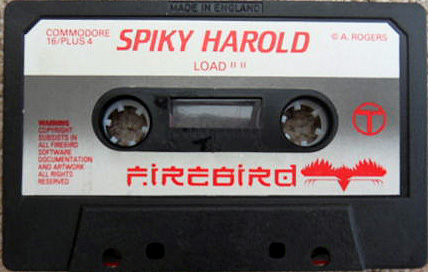 MADE IN ENGLAND
COMMODORE
16/PLUS 4
SPIKY HAROLD
© A. ROGERS
LOAD " "
WARNING
COPYRIGHT
SUBSISTS IN
ALL FIREBIRD
SOFTWARE
DOCUMENTATION
AND ARTWORK
ALL RIGHTS
RESERVED
FIREBIRD